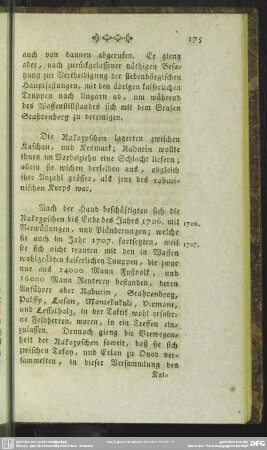 175
auch von dannen abgerufen. Er gieng
aber, nach zurückgelassener nöthigen Besa-
tzung zur Vertheidigung der siebenbürgischen
Hauptfestungen, mit den übrigen kaiserlichen
Truppen nach Ungarn ab, um während
des Waffenstillstandes sich mit dem Grafen
Stahremberg zu vereinigen.
Die Rakozyschen lagerten zwischen
Kaschau, und Kesmark; Rabutin wollte
ihnen im Vorbeiziehn eine Schlacht liefern;
allein sie wichen derselben aus, obgleich
ihre Anzahl grösser, als jene des rabuti-
nischen Korps war.
Nach der Hand beschäftigten sich die
Rakozyschen bis Ende des Jahrs 1706. mit
1706.
Verwüstungen, und Plünderungen; welche
sie auch im Jahr 1707. fortsetzten, weil
1707.
sie sich nicht trauten mit den in Waffen
wohlgeübten kaiserlichen Truppen, die zwar
nur aus 14000 Mann Fußvolk, und
16000 Mann Reuterey bestanden, deren
Anführer aber Rabutin, Stahremberg,
Palffy, Cusan, Montekukuli, Virmont,
und Leffelholz, in der Taktik wohl erfahr-
ne Feldherren, waren, in ein Treffen ein-
zulassen. Dennoch gieng die Verwegen-
heit der Rakozyschen soweit, daß sie sich
zwischen Tokay, und Erlau zu Onod ver-
sammelten, in dieser Versammlung den
Kai-